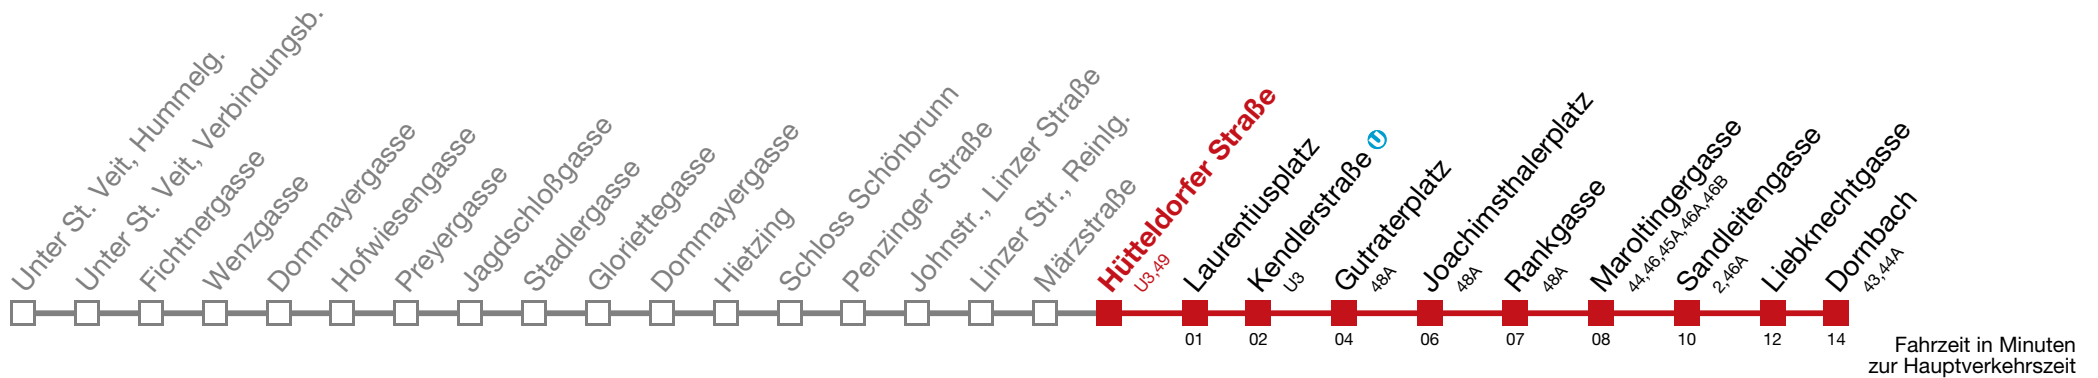 Unter St. Veit, Hummelg.
Unter St. Veit, Verbindungsb.
Fichtnergasse
Wenzgasse
Dommayergasse
Hofwiesengasse
Preyergasse
Jagdschloßgasse
Stadlergasse
Gloriettegasse
Dommayergasse
Hietzing
Schloss Schönbrunn
Penzinger Straße
Johnstr., Linzer Straße
Linzer Str., Reinlg.
Märzstraße
Hütteldorfer Straße
U3,49
Laurentiusplatz
01
Kendlerstraße U
U3
02
Gutraterplatz
48A
04
Joachimsthalerplatz
48A
06
Rankgasse
48A
07
Maroltingergasse
44,46,45A,46A,46B
08
Sandleitengasse
2,46A
10
Liebknechtgasse
12
Dornbach
43,44A
14
Fahrzeit in Minuten
zur Hauptverkehrszeit